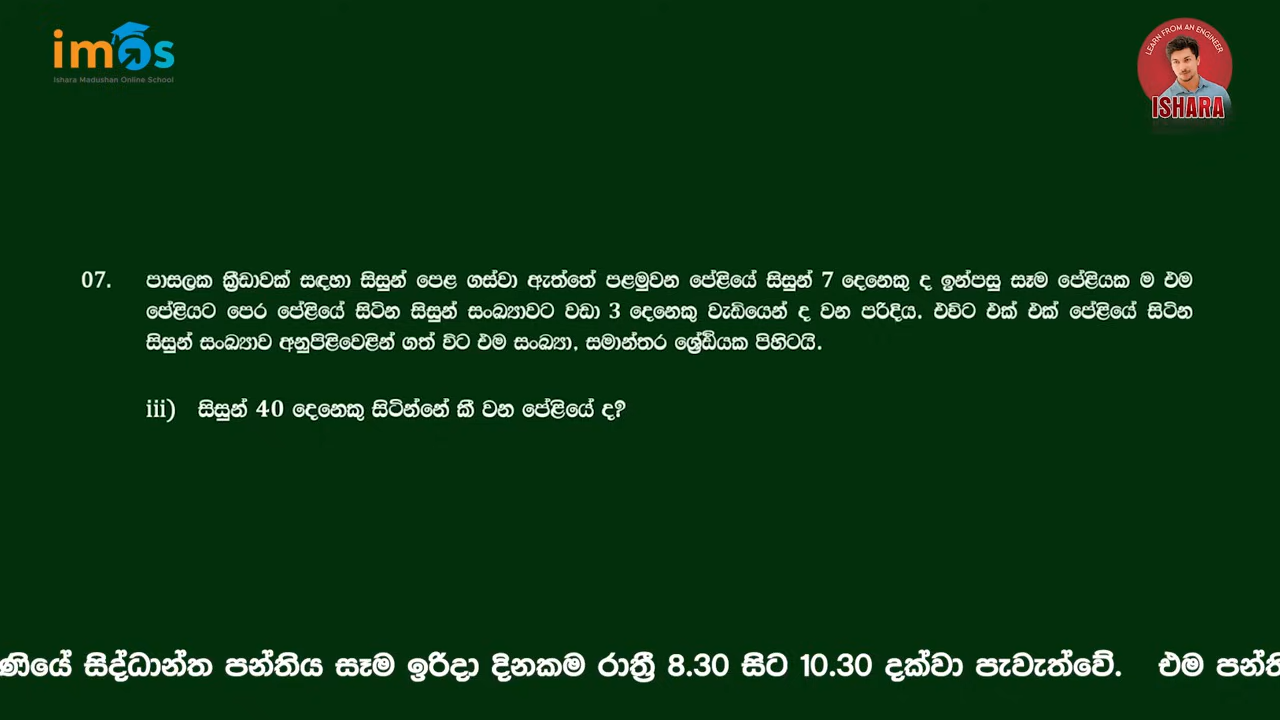 imos
Ishara Madushan Online School
LEARN FROM AN ENGINEER
ISHARA
07. පාසලක ක්‍රීඩාවක් සඳහා සිසුන් පෙළ ගස්වා ඇත්තේ පළමුවන පේළියේ සිසුන් 7 දෙනෙකු ද ඉන්පසු සෑම පේළියක ම එම
පේළියට පෙර පේළියේ සිටින සිසුන් සංඛ්‍යාවට වඩා 3 දෙනෙකු වැඩියෙන් ද වන පරිදිය. එවිට එක් එක් පේළියේ සිටින
සිසුන් සංඛ්‍යාව අනුපිළිවෙළින් ගත් විට එම සංඛ්‍යා, සමාන්තර ශ්‍රේඪියක පිහිටයි.
iii) සිසුන් 40 දෙනෙකු සිටින්නේ කී වන පේළියේ ද?
ණියේ සිද්ධාන්ත පන්තිය සෑම ඉරිදා දිනකම රාත්‍රී 8.30 සිට 10.30 දක්වා පැවැත්වේ. එම පන්ති